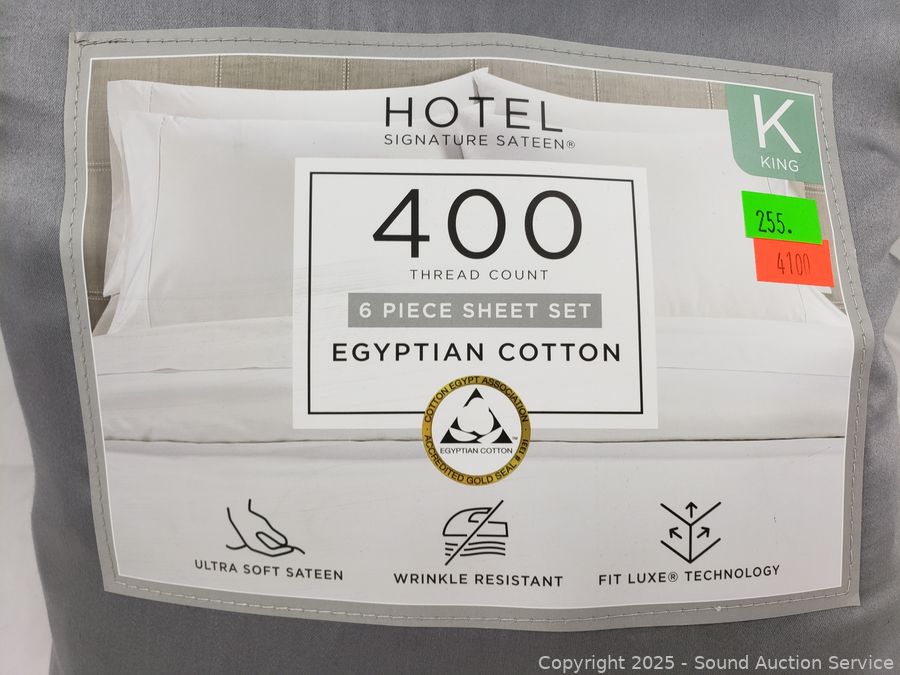 HOTEL
SIGNATURE SATEEN®
K
KING
400
THREAD COUNT
255.
4100
6 PIECE SHEET SET
EGYPTIAN COTTON
COTTON EGYPT ASSOCIATION
EGYPTIAN COTTON™
ACCREDITED GOLD SEAL
ULTRA SOFT SATEEN
WRINKLE RESISTANT
FIT LUXE® TECHNOLOGY
Copyright 2025 - Sound Auction Service